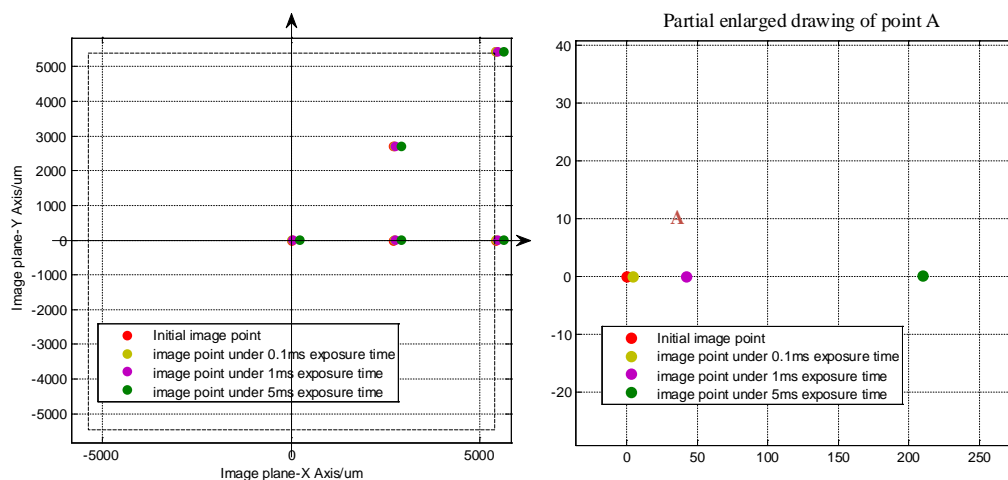 Partial enlarged drawing of point A
5000
4000
3000
2000
1000
0
-1000
-2000
-3000
-4000
-5000
Image plane-Y Axis/um
Initial image point
image point under 0.1ms exposure time
image point under 1ms exposure time
image point under 5ms exposure time
-5000
0
5000
Image plane-X Axis/um
40
30
20
10
0
-10
-20
A
Initial image point
image point under 0.1ms exposure time
image point under 1ms exposure time
image point under 5ms exposure time
0
50
100
150
200
250